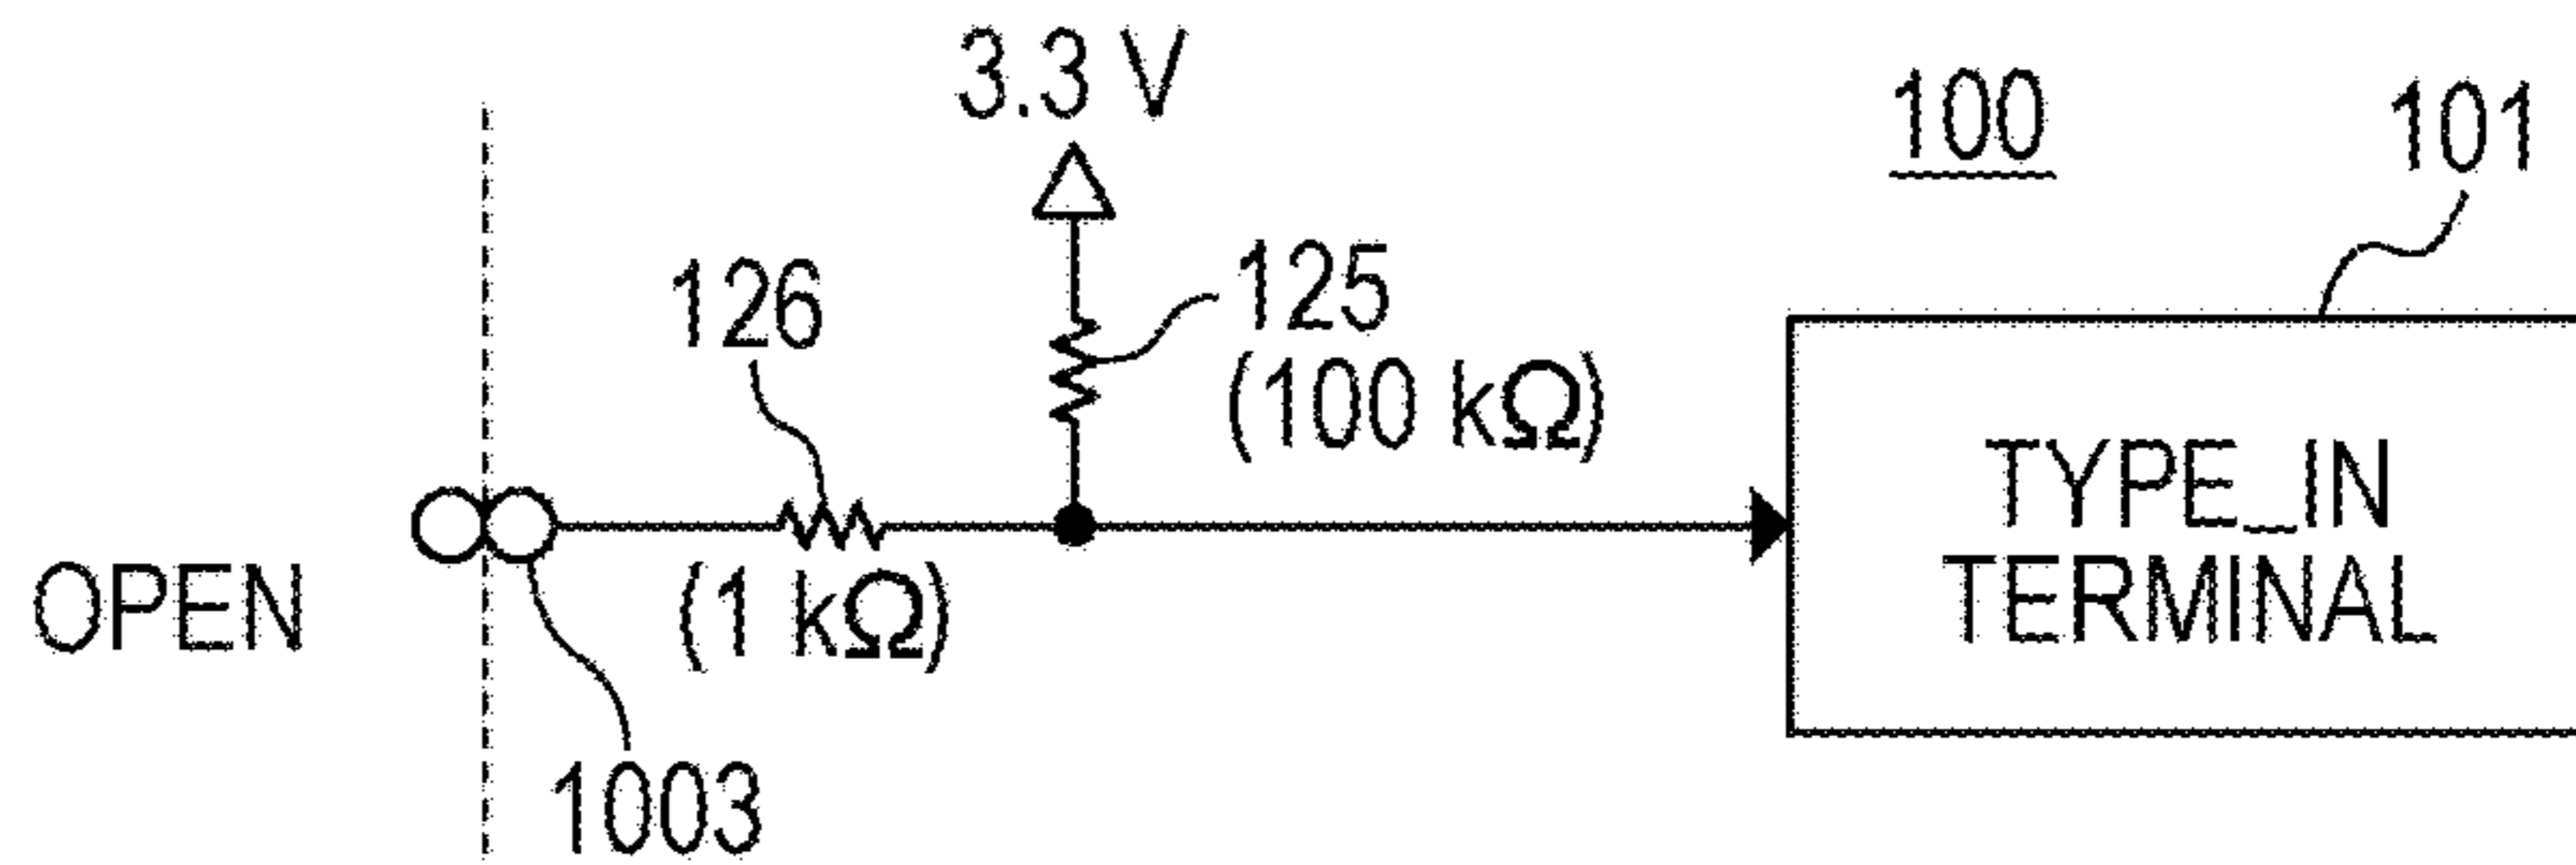 3.3 V
100
101
126
125
(100 kΩ)
TYPE_IN
TERMINAL
OPEN
(1 kΩ)
1003